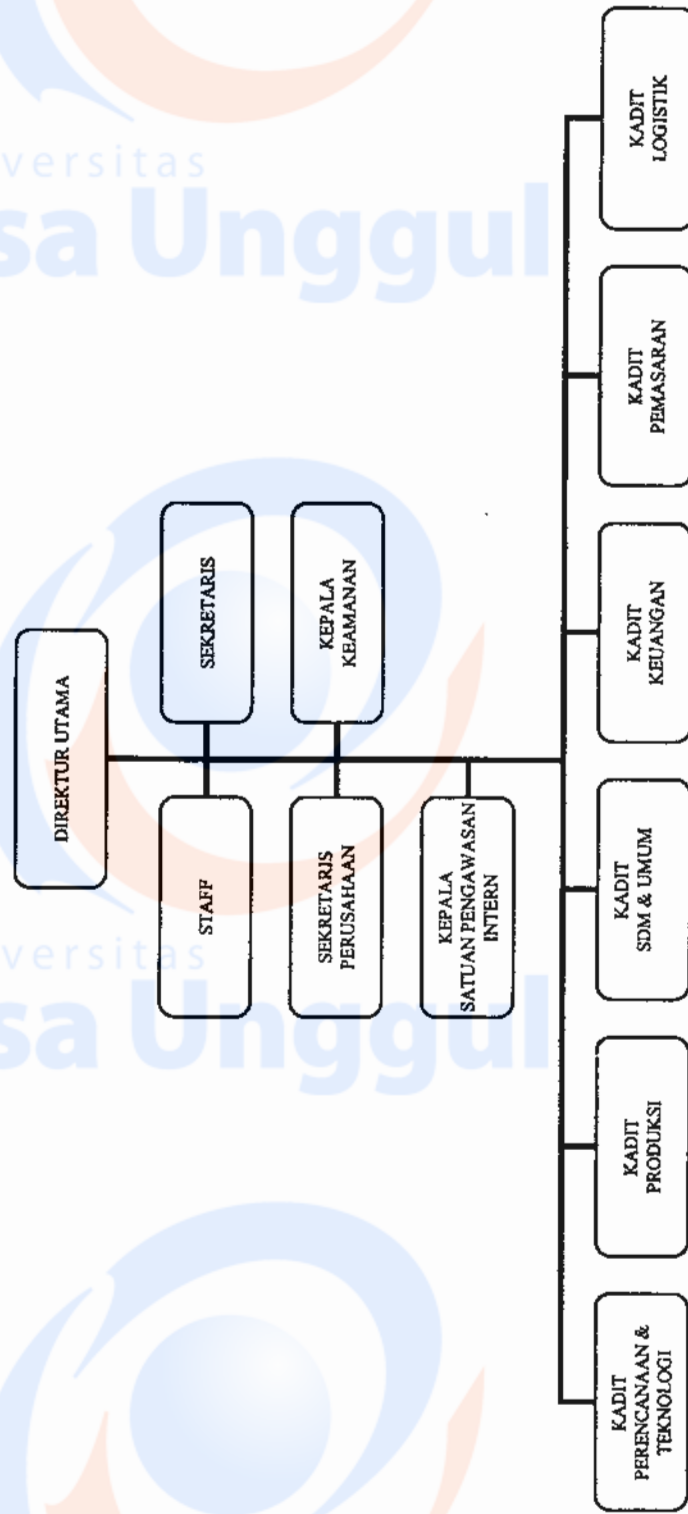 DIREKTUR UTAMA
STAFF
SEKRETARIS
SEKRETARIS
PERUSAHAAN
KEPALA
KEAMANAN
KEPALA
SATUAN PENGAWASAN
INTERN
KADIT
PERENCANAAN &
TEKNOLOGI
KADIT
PRODUKSI
KADIT
SDM & UMUM
KADIT
KEUANGAN
KADIT
PEMASARAN
KADIT
LOGISTIK
versitas
sa Unggul
versitas
sa Unggul